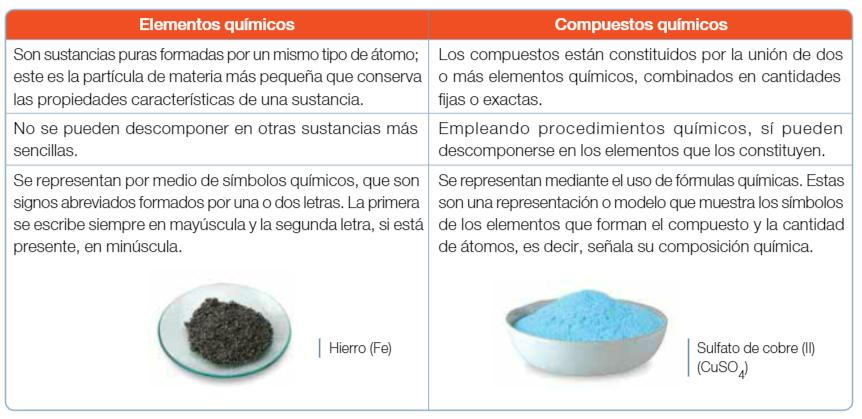 Elementos químicos
Compuestos químicos
Son sustancias puras formadas por un mismo tipo de átomo;
este es la partícula de materia más pequeña que conserva
las propiedades características de una sustancia.
Los compuestos están constituidos por la unión de dos
o más elementos químicos, combinados en cantidades
fijas o exactas.
No se pueden descomponer en otras sustancias más
sencillas.
Empleando procedimientos químicos, sí pueden
descomponerse en los elementos que los constituyen.
Se representan por medio de símbolos químicos, que son
signos abreviados formados por una o dos letras. La primera
se escribe siempre en mayúscula y la segunda letra, si está
presente, en minúscula.
Se representan mediante el uso de fórmulas químicas. Estas
son una representación o modelo que muestra los símbolos
de los elementos que forman el compuesto y la cantidad
de átomos, es decir, señala su composición química.
Hierro (Fe)
Sulfato de cobre (II)
(CuSO4)